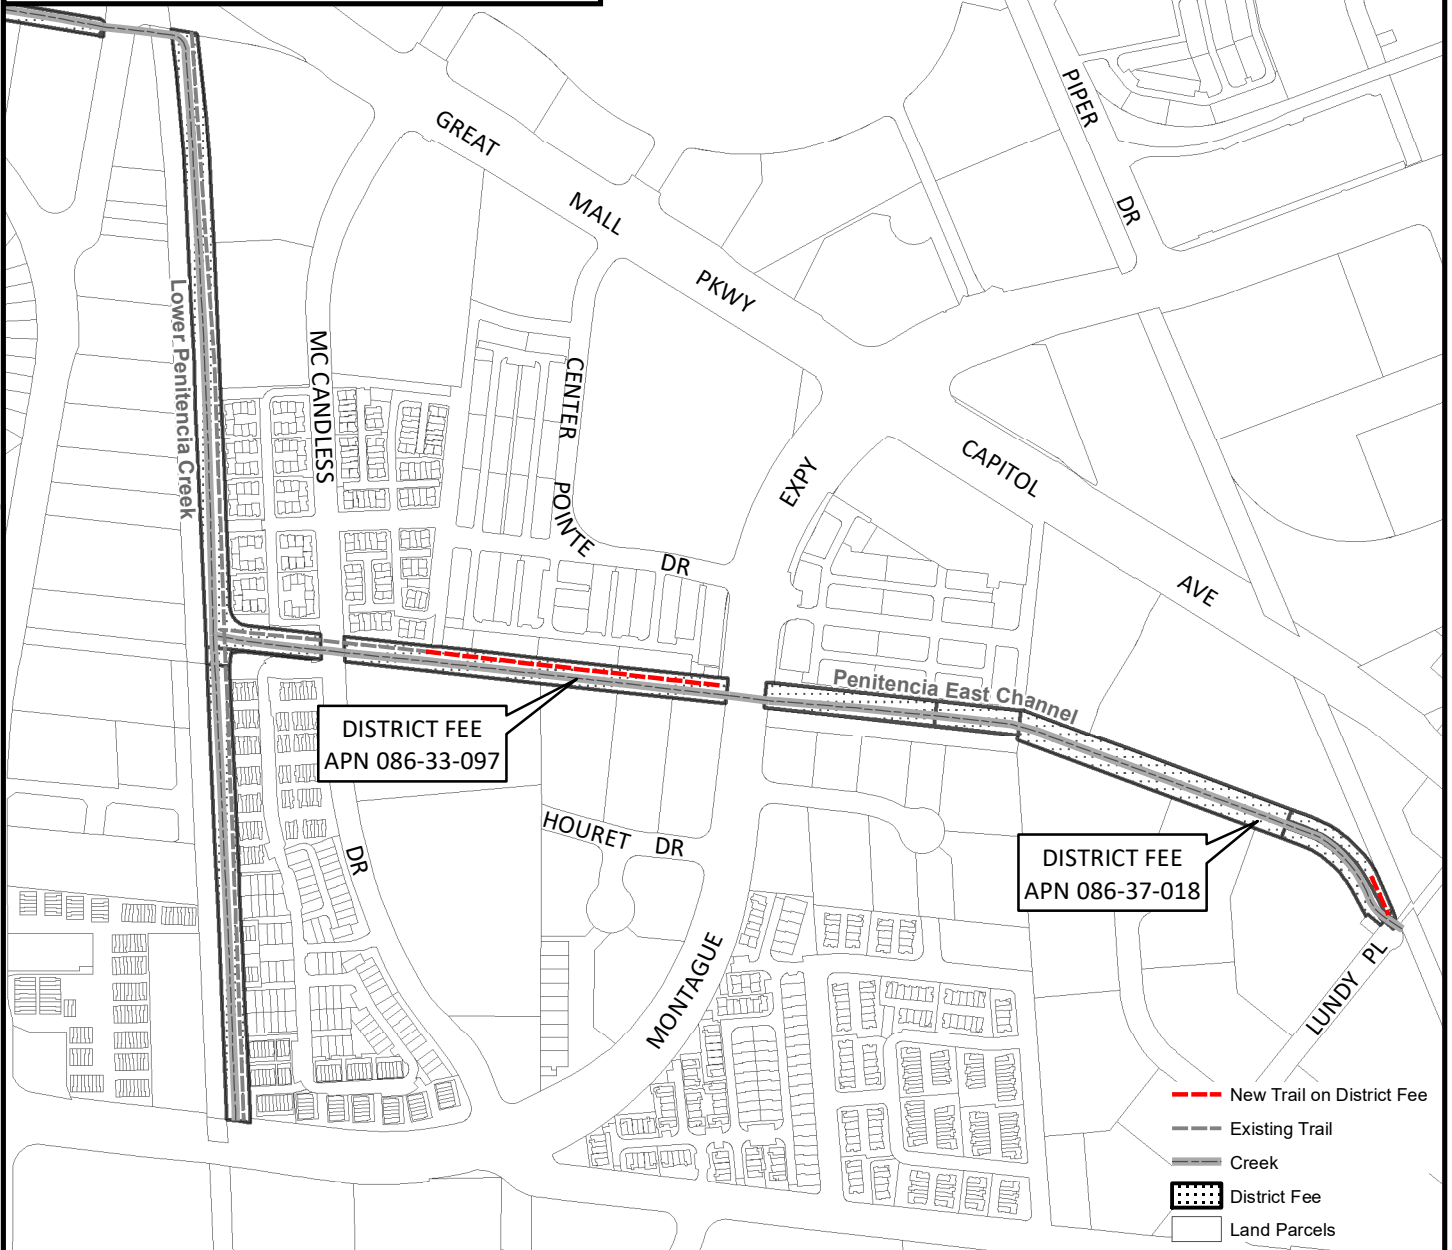 GREAT
MALL
PKWY
PIPER
DR
Lower Penitencia Creek
MC CANDLESS
CENTER
POINTE
DR
EXPY
CAPITOL
AVE
Penitencia East Channel
DISTRICT FEE
APN 086-33-097
HOURET DR
DR
DISTRICT FEE
APN 086-37-018
MONTAGUE
LUNDY PL
New Trail on District Fee
Existing Trail
Creek
District Fee
Land Parcels